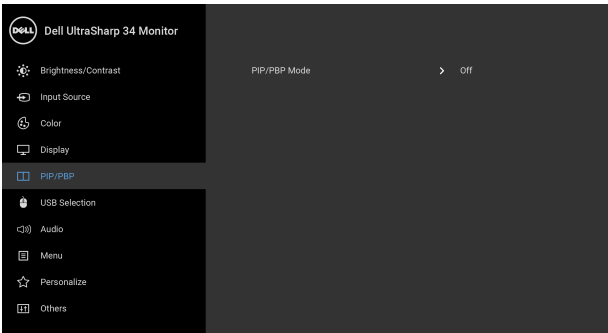 DELL Dell UltraSharp 34 Monitor
Brightness/Contrast
PIP/PBP Mode Off
Input Source
Color
Display
PIP/PBP
USB Selection
Audio
Menu
Personalize
Others